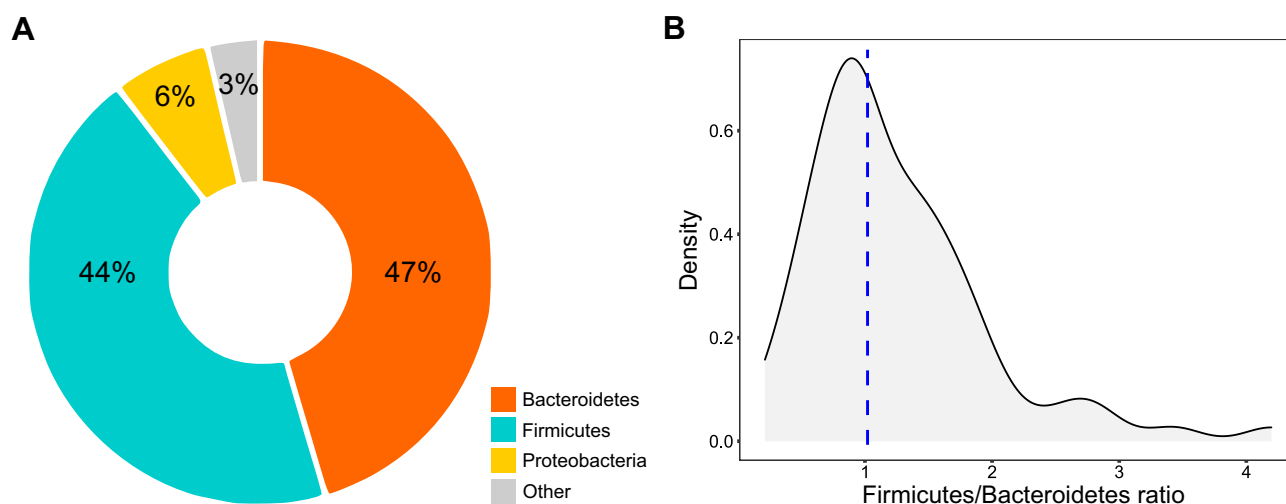 A
3%
6%
44%
47%
Bacteroidetes
Firmicutes
Proteobacteria
Other
B
Density
0.6
0.4
0.2
0.0
1 2 3 4
Firmicutes/Bacteroidetes ratio